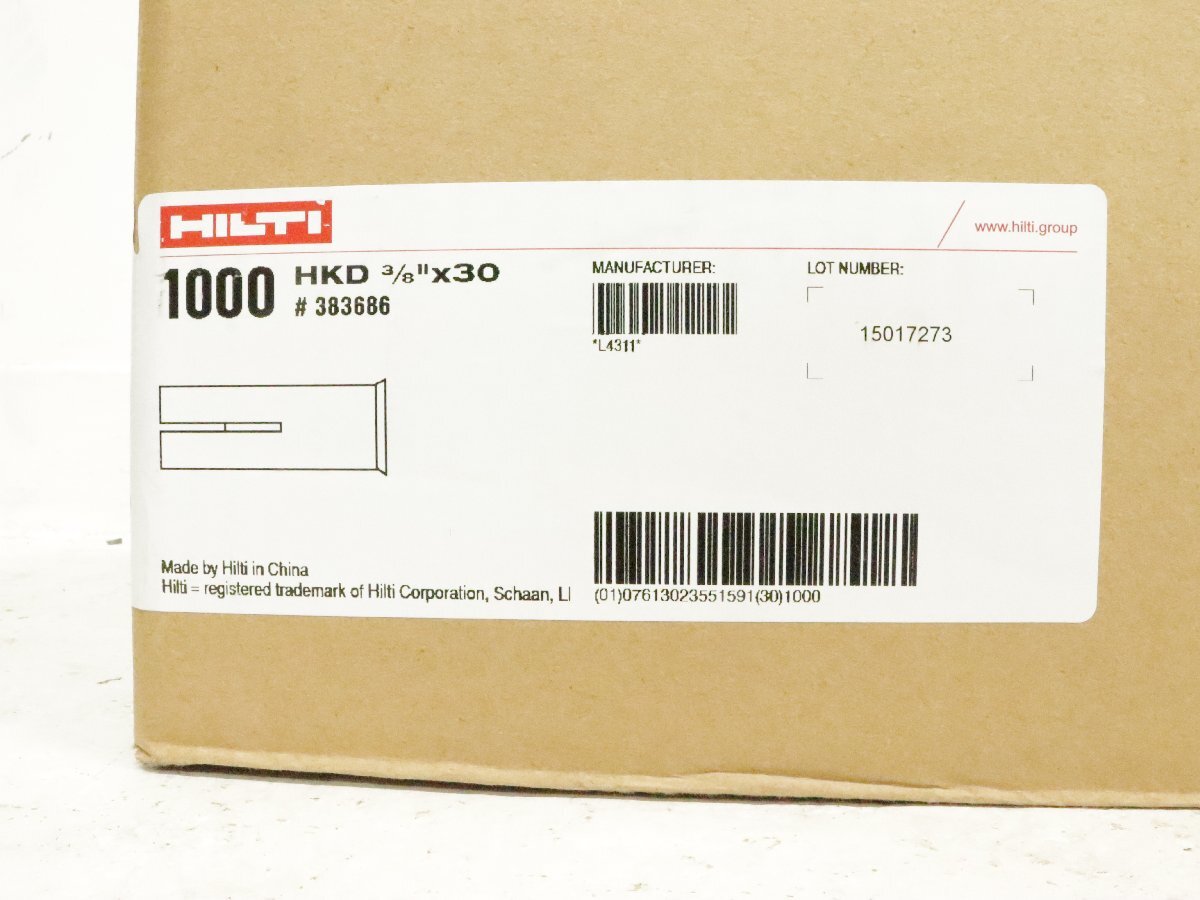 HILTI
www.hilti.group
1000 HKD 3/8"x30
# 383686
MANUFACTURER:
*L4311*
LOT NUMBER:
15017273
Made by Hilti in China
Hilti = registered trademark of Hilti Corporation, Schaan, LI
(01)07613023551591(30)1000